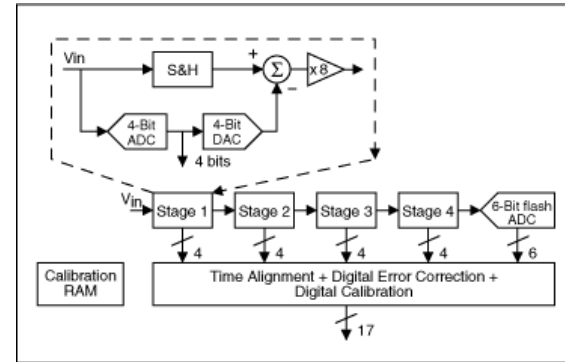 Vin
S&H
+
Σ
−
x 8
4-Bit
ADC
4-Bit
DAC
4 bits
Vin
Stage 1
Stage 2
Stage 3
Stage 4
6-Bit flash
ADC
4
4
4
4
6
Calibration
RAM
Time Alignment + Digital Error Correction +
Digital Calibration
17